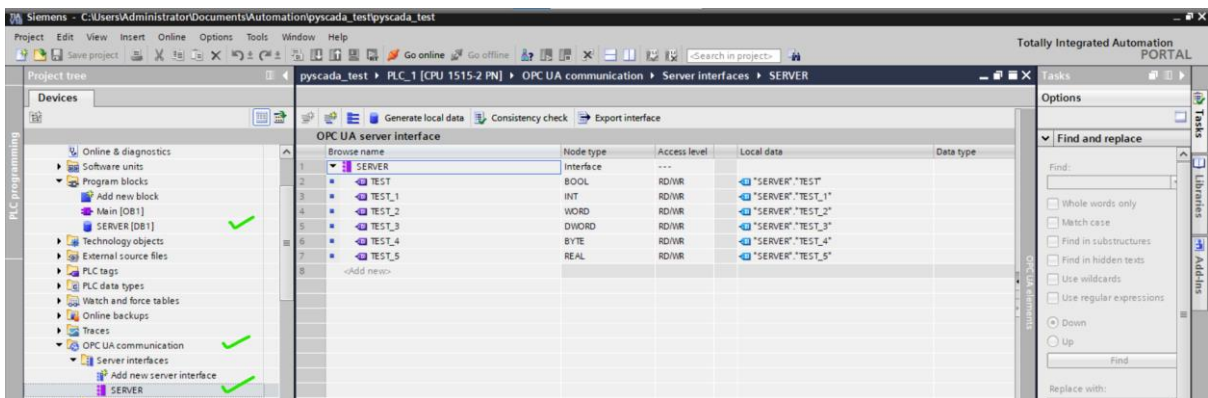 Siemens - C:\Users\Administrator\Documents\Automation\pyscada_test\pyscada_test
Project Edit View Insert Online Options Tools Window Help
Totally Integrated Automation
PORTAL
Save project Go online Go offline <Search in project>
Project tree
pyscada_test PLC_1 [CPU 1515-2 PN] OPC UA communication Server interfaces SERVER
Tasks
Devices
Options
Generate local data Consistency check Export interface
Find and replace
OPC UA server interface
Browse name Node type Access level Local data Data type
1 SERVER Interface ---
2 TEST BOOL RD/WR "SERVER"."TEST"
3 TEST_1 INT RD/WR "SERVER"."TEST_1"
4 TEST_2 WORD RD/WR "SERVER"."TEST_2"
5 TEST_3 DWORD RD/WR "SERVER"."TEST_3"
6 TEST_4 BYTE RD/WR "SERVER"."TEST_4"
7 TEST_5 REAL RD/WR "SERVER"."TEST_5"
8 <Add new>
Online & diagnostics
Software units
Program blocks
Add new block
Main [OB1]
SERVER [DB1]
Technology objects
External source files
PLC tags
PLC data types
Watch and force tables
Online backups
Traces
OPC UA communication
Server interfaces
Add new server interface
SERVER
Find:
Whole words only
Match case
Find in substructures
Find in hidden texts
Use wildcards
Use regular expressions
Down
Up
Find
Replace with:
PLC programming
OPC UA elements
Tasks
Libraries
Add-Ins